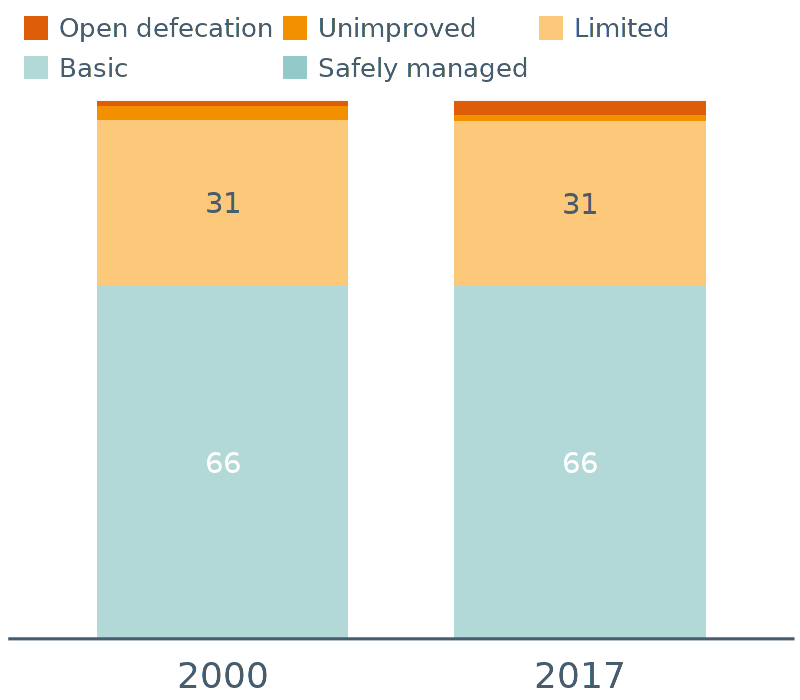 Open defecation Unimproved Limited
Basic Safely managed
31 31
66 66
2000 2017